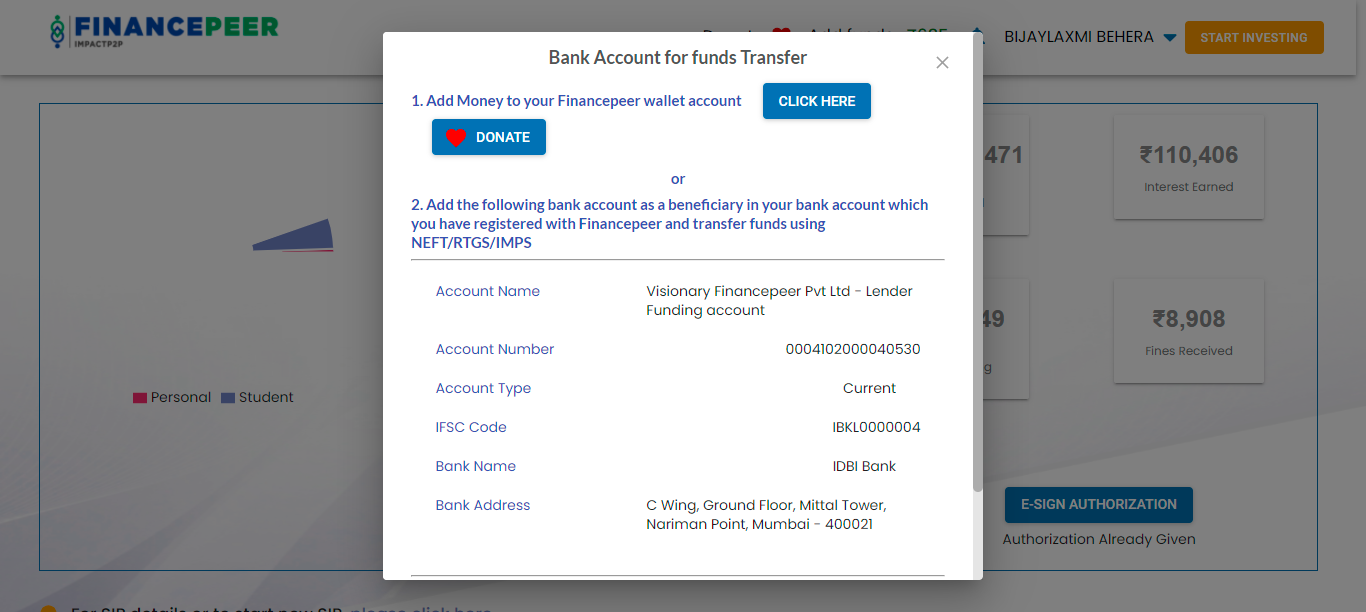 FINANCEPEER
IMPACTP2P
BIJAYLAXMI BEHERA
START INVESTING
Bank Account for funds Transfer
1. Add Money to your Financepeer wallet account
CLICK HERE
DONATE
or
2. Add the following bank account as a beneficiary in your bank account which
you have registered with Financepeer and transfer funds using
NEFT/RTGS/IMPS
Account Name
Visionary Financepeer Pvt Ltd - Lender
Funding account
Account Number
0004102000040530
Account Type
Current
IFSC Code
IBKL0000004
Bank Name
IDBI Bank
Bank Address
C Wing, Ground Floor, Mittal Tower,
Nariman Point, Mumbai - 400021
Personal
Student
471
₹110,406
Interest Earned
49
₹8,908
Fines Received
g
E-SIGN AUTHORIZATION
Authorization Already Given
For SIP details or to start new SIP, please click here